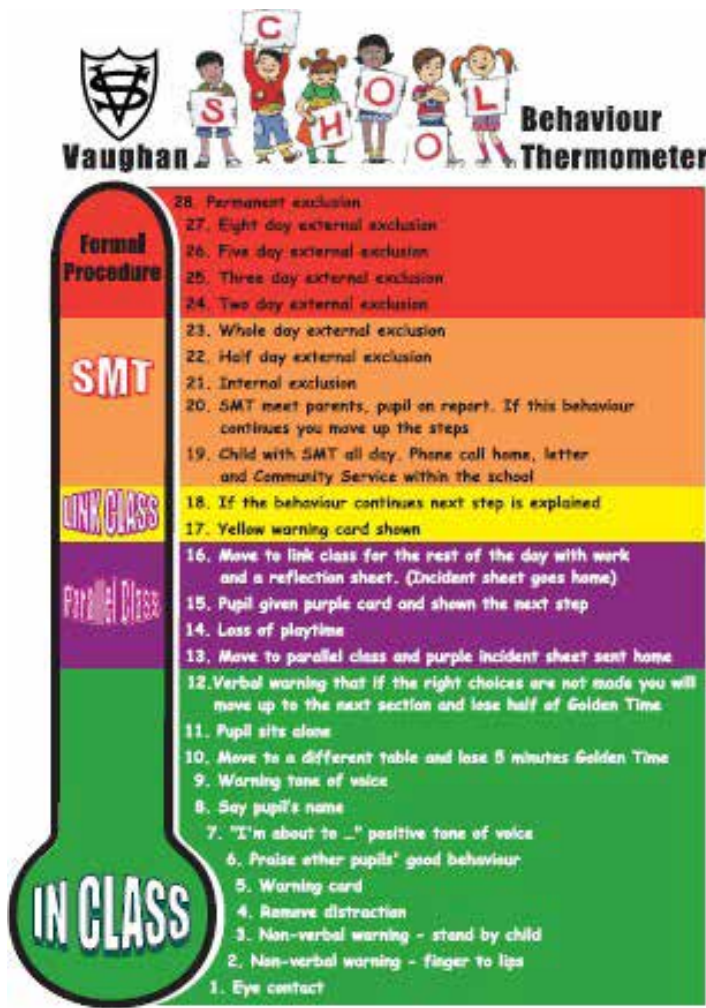 SCHOOL
Vaughan
Behaviour
Thermometer
Formal
Procedure
28. Permanent exclusion
27. Eight day external exclusion
26. Five day external exclusion
25. Three day external exclusion
24. Two day external exclusion
SMT
23. Whole day external exclusion
22. Half day external exclusion
21. Internal exclusion
20. SMT meet parents, pupil on report. If this behaviour
continues you move up the steps
19. Child with SMT all day. Phone call home, letter
and Community Service within the school
LINK CLASS
18. If the behaviour continues next step is explained
17. Yellow warning card shown
Parallel Class
16. Move to link class for the rest of the day with work
and a reflection sheet. (Incident sheet goes home)
15. Pupil given purple card and shown the next step
14. Loss of playtime
13. Move to parallel class and purple incident sheet sent home
12.Verbal warning that if the right choices are not made you will
move up to the next section and lose half of Golden Time
11. Pupil sits alone
10. Move to a different table and lose 5 minutes Golden Time
9. Warning tone of voice
8. Say pupil's name
7. "I'm about to ..." positive tone of voice
6. Praise other pupils' good behaviour
5. Warning card
4. Remove distraction
3. Non-verbal warning - stand by child
2. Non-verbal warning - finger to lips
1. Eye contact
IN CLASS